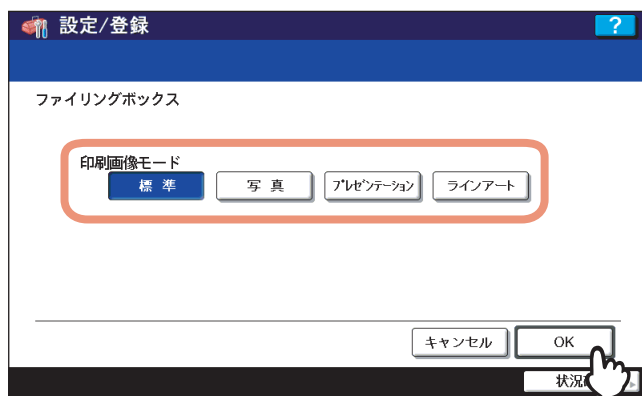 設定/登録 ?
ファイリングボックス
印刷画像モード
標準 写真 プレゼンテーション ラインアート
キャンセル OK
状況